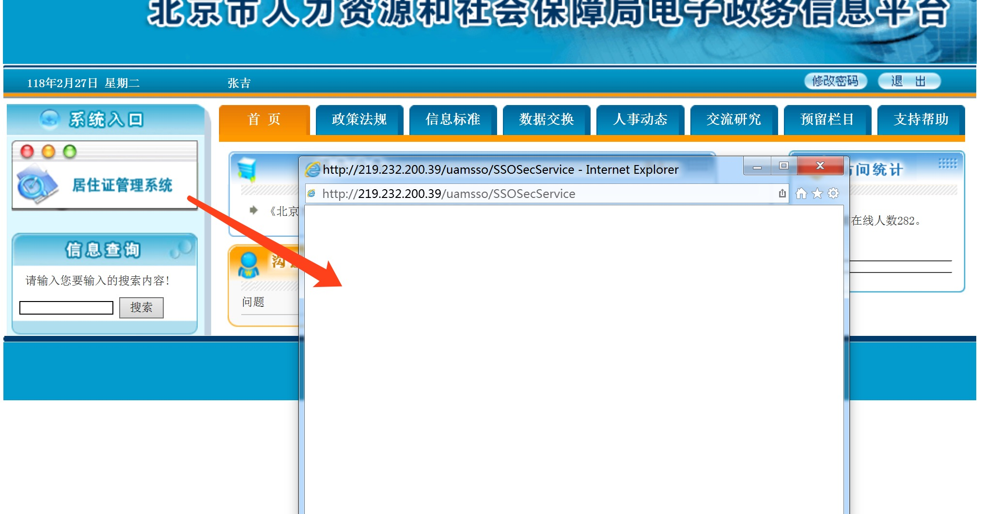 北京市人力资源和社会保障局电子政务信息平台
118年2月27日 星期二
张吉
修改密码
退 出
系统入口
首 页
政策法规
信息标准
数据交换
人事动态
交流研究
预留栏目
支持帮助
居住证管理系统
http://219.232.200.39/uamsso/SSOSecService - Internet Explorer
http://219.232.200.39/uamsso/SSOSecService
问统计
《北京
在线人数282。
信息查询
沟
请输入您要输入的搜索内容!
问题
搜索